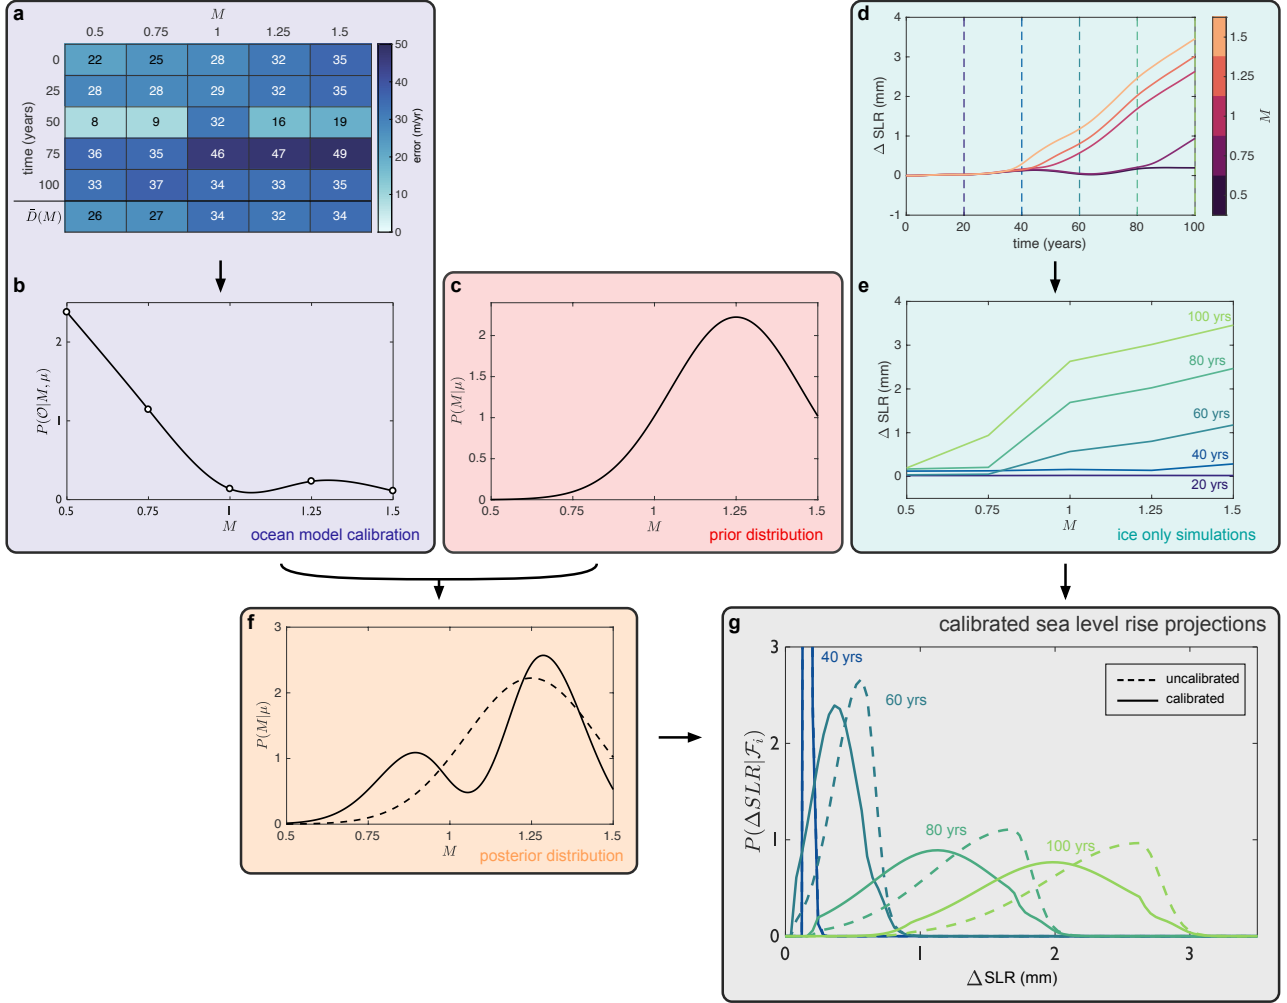 a
M
0.5 0.75 1 1.25 1.5
0 22 25 28 32 35
25 28 28 29 32 35
50 8 9 32 16 19
75 36 35 46 47 49
100 33 37 34 33 35
D̄(M) 26 27 34 32 34
time (years)
50
40
30
20
10
0
error (m/yr)
b
2
1
0
P(𝒪|M, μ)
0.5 0.75 1 1.25 1.5
M
ocean model calibration
c
2
1.5
1
0.5
0
P(M|μ)
0.5 0.75 1 1.25 1.5
M
prior distribution
d
4
3
2
1
0
-1
Δ SLR (mm)
0 20 40 60 80 100
time (years)
1.5
1.25
1
0.75
0.5
M
e
4
3
2
1
0
Δ SLR (mm)
100 yrs
80 yrs
60 yrs
40 yrs
20 yrs
0.5 0.75 1 1.25 1.5
M
ice only simulations
f
3
2
1
0
P(M|μ)
0.5 0.75 1 1.25 1.5
M
posterior distribution
g
calibrated sea level rise projections
3
2
1
0
P(ΔSLR|ℱᵢ)
40 yrs
60 yrs
80 yrs
100 yrs
uncalibrated
calibrated
0 1 2 3
Δ SLR (mm)